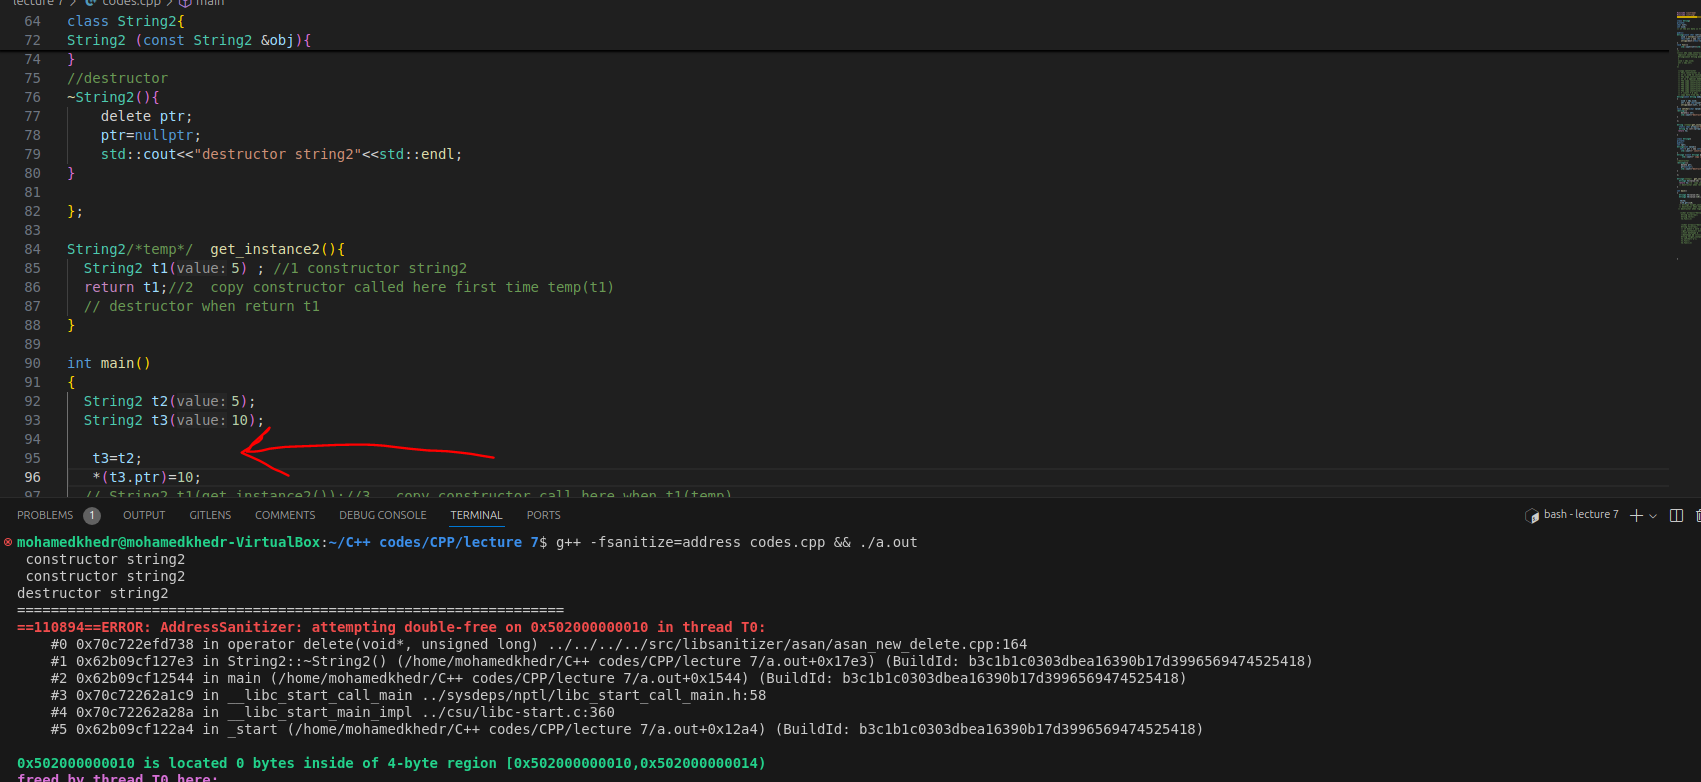 lecture 7 > codes.cpp > main
64 class String2{
72 String2 (const String2 &obj){
74 }
75 //destructor
76 ~String2(){
77 delete ptr;
78 ptr=nullptr;
79 std::cout<<"destructor string2"<<std::endl;
80 }
81
82 };
83
84 String2/*temp*/  get_instance2(){
85 String2 t1(value: 5) ; //1 constructor string2
86 return t1;//2  copy constructor called here first time temp(t1)
87 // destructor when return t1
88 }
89
90 int main()
91 {
92 String2 t2(value: 5);
93 String2 t3(value: 10);
94
95 t3=t2;
96 *(t3.ptr)=10;
97 // String2 t1(get_instance2());//3   copy constructor call here when t1(temp)
PROBLEMS 1 OUTPUT GITLENS COMMENTS DEBUG CONSOLE TERMINAL PORTS
bash - lecture 7
mohamedkhedr@mohamedkhedr-VirtualBox:~/C++ codes/CPP/lecture 7$ g++ -fsanitize=address codes.cpp && ./a.out
constructor string2
constructor string2
destructor string2
=================================================================
==110894==ERROR: AddressSanitizer: attempting double-free on 0x502000000010 in thread T0:
#0 0x70c722efd738 in operator delete(void*, unsigned long) ../../../../src/libsanitizer/asan/asan_new_delete.cpp:164
#1 0x62b09cf127e3 in String2::~String2() (/home/mohamedkhedr/C++ codes/CPP/lecture 7/a.out+0x17e3) (BuildId: b3c1b1c0303dbea16390b17d3996569474525418)
#2 0x62b09cf12544 in main (/home/mohamedkhedr/C++ codes/CPP/lecture 7/a.out+0x1544) (BuildId: b3c1b1c0303dbea16390b17d3996569474525418)
#3 0x70c72262a1c9 in __libc_start_call_main ../sysdeps/nptl/libc_start_call_main.h:58
#4 0x70c72262a28a in __libc_start_main_impl ../csu/libc-start.c:360
#5 0x62b09cf122a4 in _start (/home/mohamedkhedr/C++ codes/CPP/lecture 7/a.out+0x12a4) (BuildId: b3c1b1c0303dbea16390b17d3996569474525418)
0x502000000010 is located 0 bytes inside of 4-byte region [0x502000000010,0x502000000014)
freed by thread T0 here: